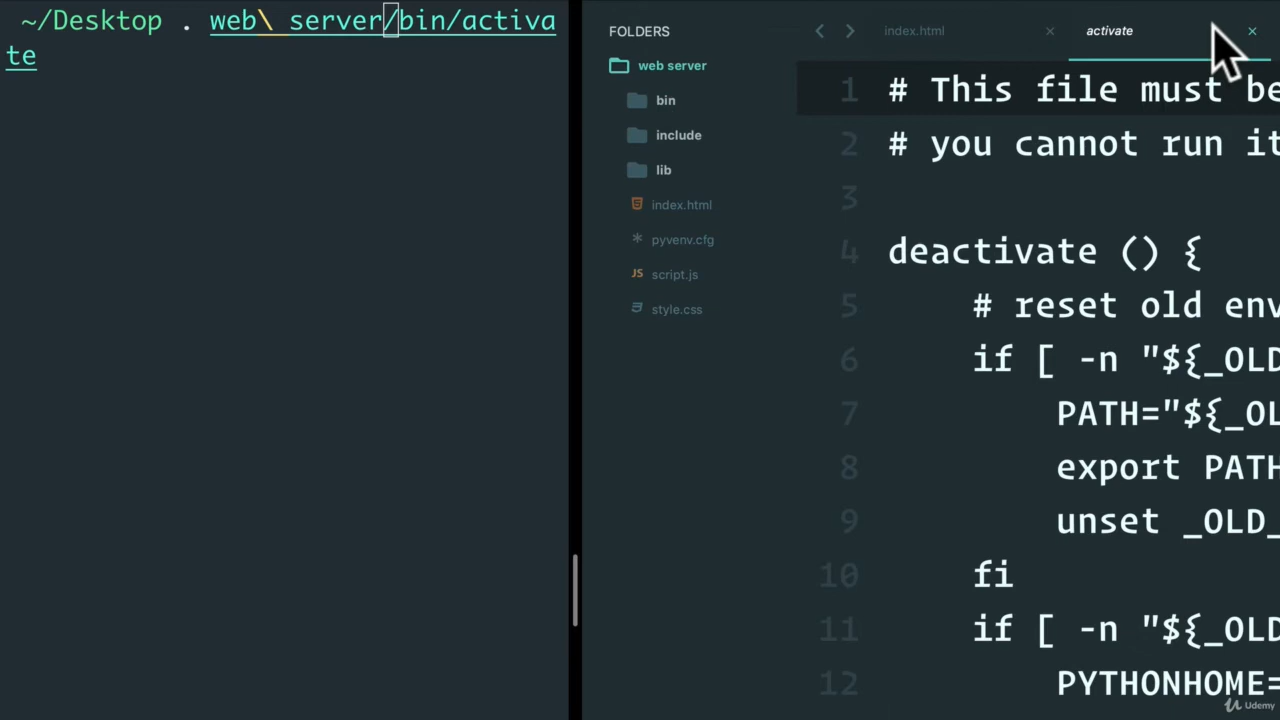 ~/Desktop . web\ server/bin/activa
te
FOLDERS
web server
bin
include
lib
index.html
pyvenv.cfg
script.js
style.css
index.html
activate
1 # This file must be
2 # you cannot run it
3
4 deactivate () {
5 # reset old env
6 if [ -n "${_OLD
7 PATH="${_OL
8 export PATH
9 unset _OLD_
10 fi
11 if [ -n "${_OLD
12 PYTHONHOME=
Udemy